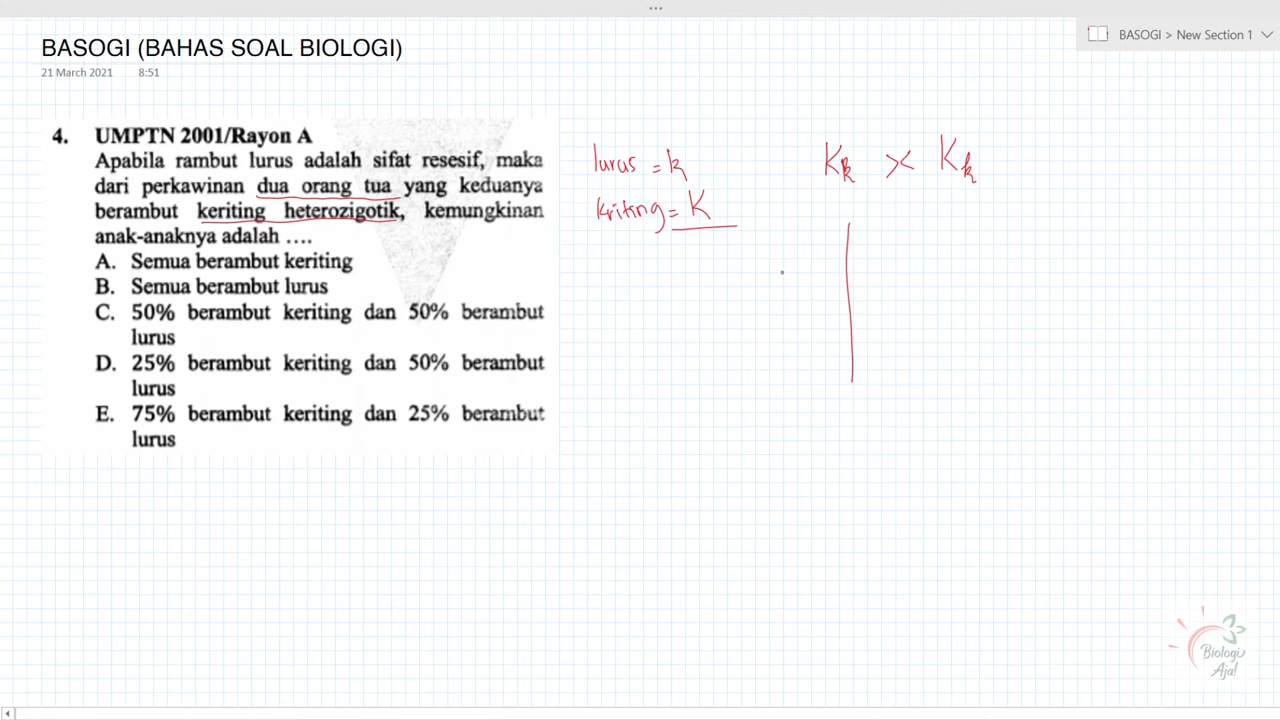 BASOGI > New Section 1
BASOGI (BAHAS SOAL BIOLOGI)
21 March 2021 8:51
4. UMPTN 2001/Rayon A
Apabila rambut lurus adalah sifat resesif, maka
dari perkawinan dua orang tua yang keduanya
berambut keriting heterozigotik, kemungkinan
anak-anaknya adalah ....
A. Semua berambut keriting
B. Semua berambut lurus
C. 50% berambut keriting dan 50% berambut
lurus
D. 25% berambut keriting dan 50% berambut
lurus
E. 75% berambut keriting dan 25% berambut
lurus
lurus = k
kriting = K
Kk >< Kk
Biologi
Aja!